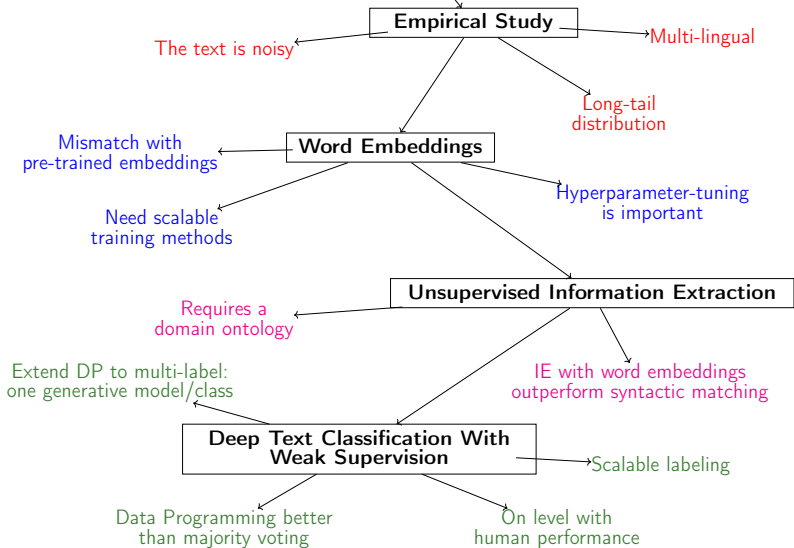 Empirical Study
The text is noisy
Multi-lingual
Long-tail
distribution
Word Embeddings
Mismatch with
pre-trained embeddings
Need scalable
training methods
Hyperparameter-tuning
is important
Unsupervised Information Extraction
Requires a
domain ontology
IE with word embeddings
outperform syntactic matching
Extend DP to multi-label:
one generative model/class
Deep Text Classification With
Weak Supervision
Scalable labeling
Data Programming better
than majority voting
On level with
human performance